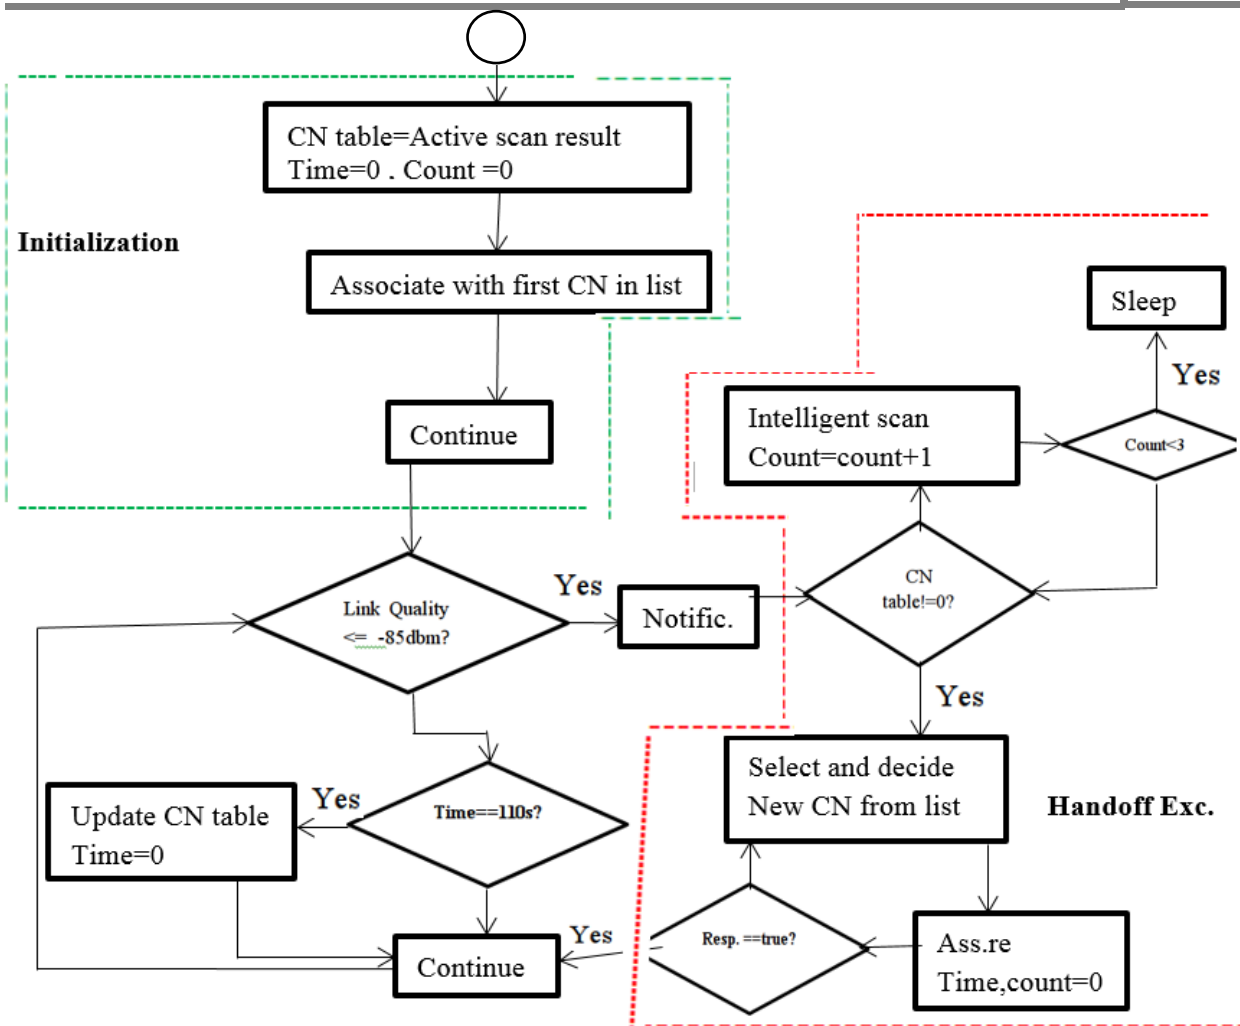 CN table=Active scan result
Time=0 . Count =0
Initialization
Associate with first CN in list
Sleep
Yes
Continue
Intelligent scan
Count=count+1
Count<3
Link Quality
<= -85dbm?
Yes
Notific.
CN
table!=0?
Yes
Select and decide
New CN from list
Handoff Exc.
Update CN table
Time=0
Yes
Time==110s?
Continue
Yes
Resp. ==true?
Ass.re
Time,count=0